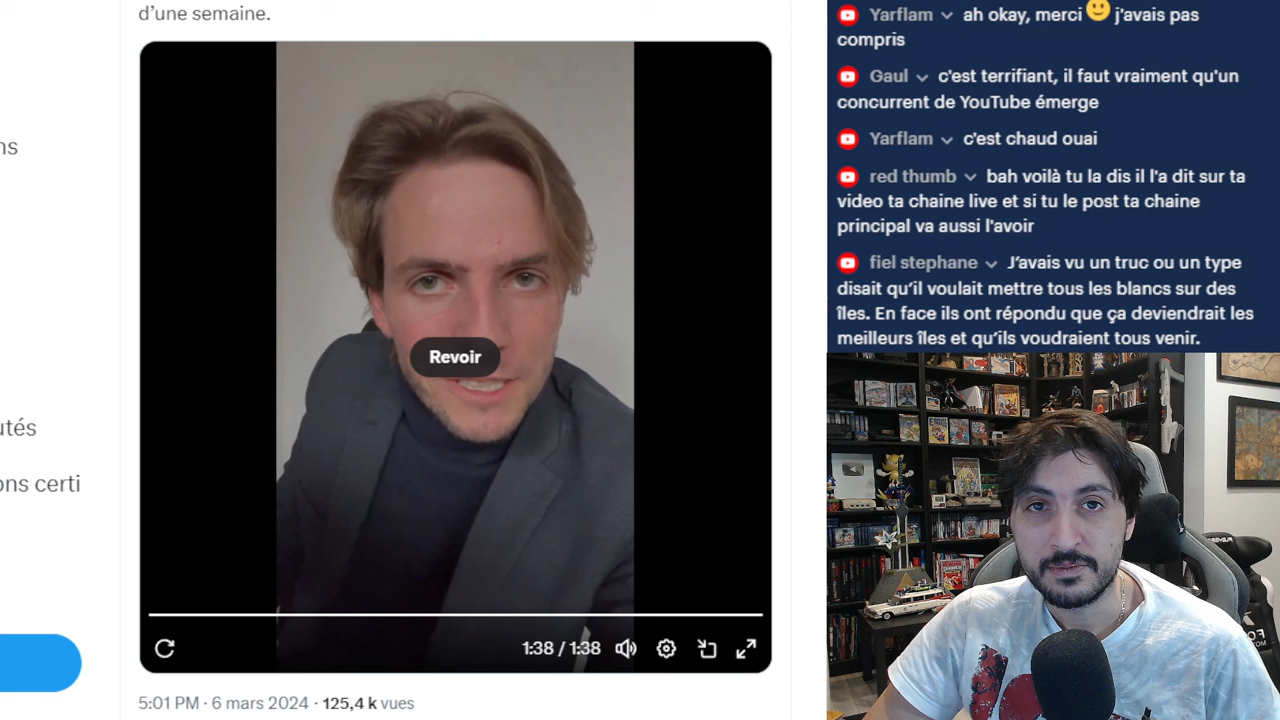 d'une semaine.
ns
utés
ons certi
Revoir
1:38 / 1:38
5:01 PM · 6 mars 2024 · 125,4 k vues
Yarflam ah okay, merci 🙂 j'avais pas
compris
Gaul c'est terrifiant, il faut vraiment qu'un
concurrent de YouTube émerge
Yarflam c'est chaud ouai
red thumb bah voilà tu la dis il l'a dit sur ta
video ta chaine live et si tu le post ta chaine
principal va aussi l'avoir
fiel stephane J'avais vu un truc ou un type
disait qu'il voulait mettre tous les blancs sur des
îles. En face ils ont répondu que ça deviendrait les
meilleurs îles et qu'ils voudraient tous venir.